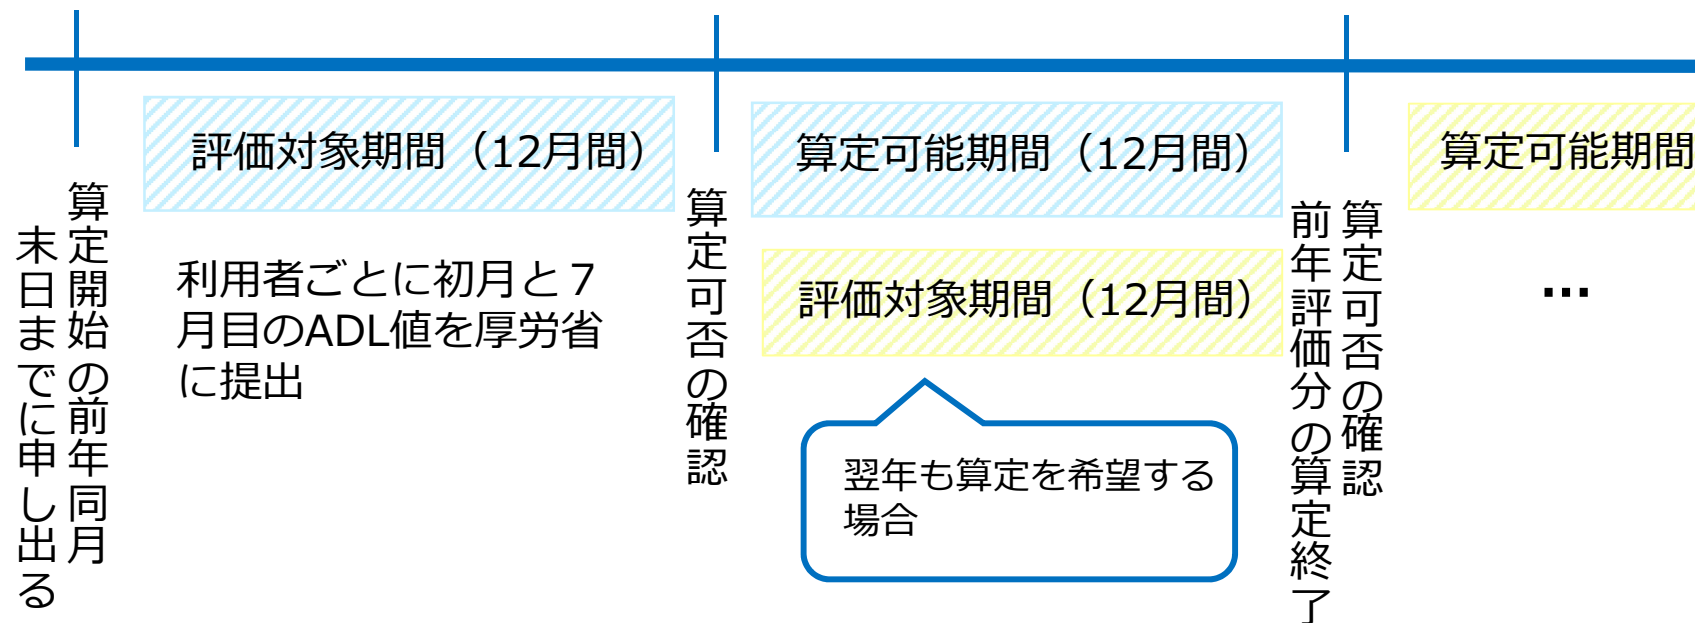 評価対象期間（12月間）
算定可能期間（12月間）
算定可能期間
算定開始の前年同月
末日までに申し出る
利用者ごとに初月と７
月目のADL値を厚労省
に提出
算定可否の確認
評価対象期間（12月間）
翌年も算定を希望する
場合
算定可否の確認
前年評価分の算定終了
…